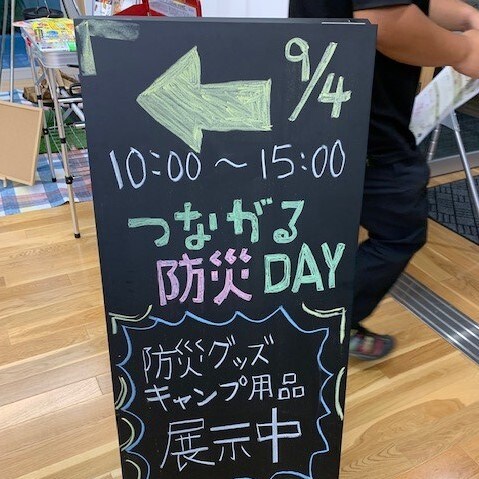 9/4
10:00～15:00
つながる
防災DAY
防災グッズ
キャンプ用品
展示中